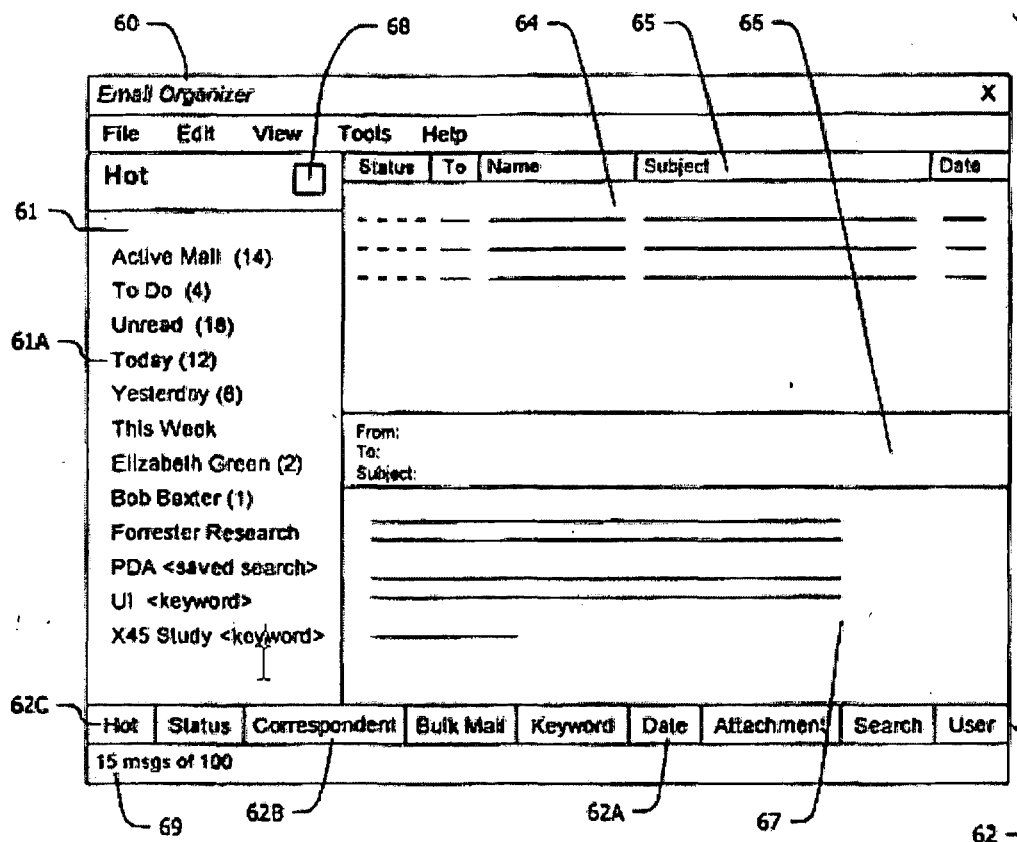 60 68 64 65 66
Email Organizer X
File Edit View Tools Help
Hot
Status To Name Subject Date
61
Active Mail (14)
To Do (4)
Unread (18)
61A
Today (12)
Yesterday (6)
This Week
Elizabeth Green (2)
Bob Baxter (1)
Forrester Research
PDA <saved search>
UI <keyword>
X45 Study <keyword>
From:
To:
Subject:
62C
Hot Status Correspondent Bulk Mail Keyword Date Attachment Search User
15 msgs of 100
69 62B 62A 67 62